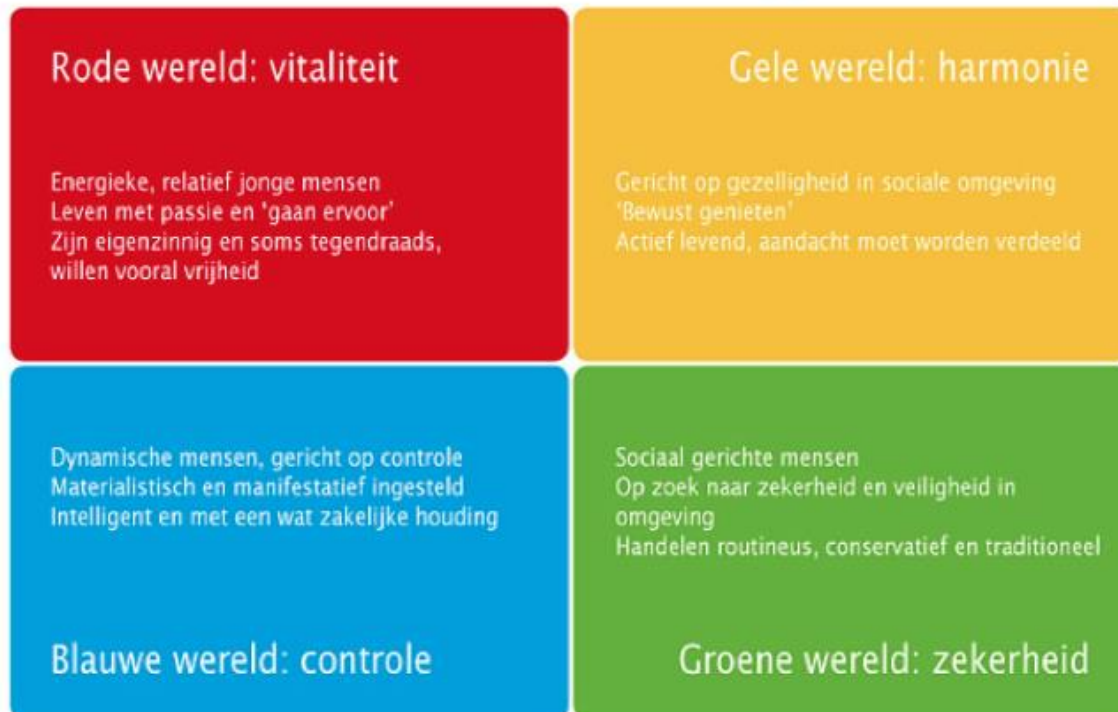 Rode wereld: vitaliteit
Energieke, relatief jonge mensen
Leven met passie en ‘gaan ervoor’
Zijn eigenzinnig en soms tegendraads,
willen vooral vrijheid
Gele wereld: harmonie
Gericht op gezelligheid in sociale omgeving
‘Bewust genieten’
Actief levend, aandacht moet worden verdeeld
Dynamische mensen, gericht op controle
Materialistisch en manifestatief ingesteld
Intelligent en met een wat zakelijke houding
Blauwe wereld: controle
Sociaal gerichte mensen
Op zoek naar zekerheid en veiligheid in
omgeving
Handelen routineus, conservatief en traditioneel
Groene wereld: zekerheid